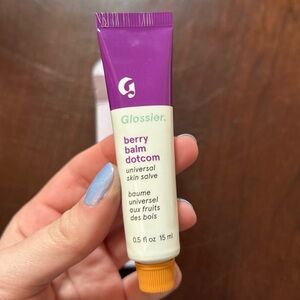 G
Glossier.
berry
balm
dotcom
universal
skin salve
baume
universel
aux fruits
des bois
0.5 fl oz 15 ml